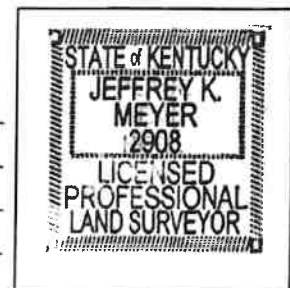 STATE of KENTUCKY
JEFFREY K.
MEYER
2908
LICENSED
PROFESSIONAL
LAND SURVEYOR